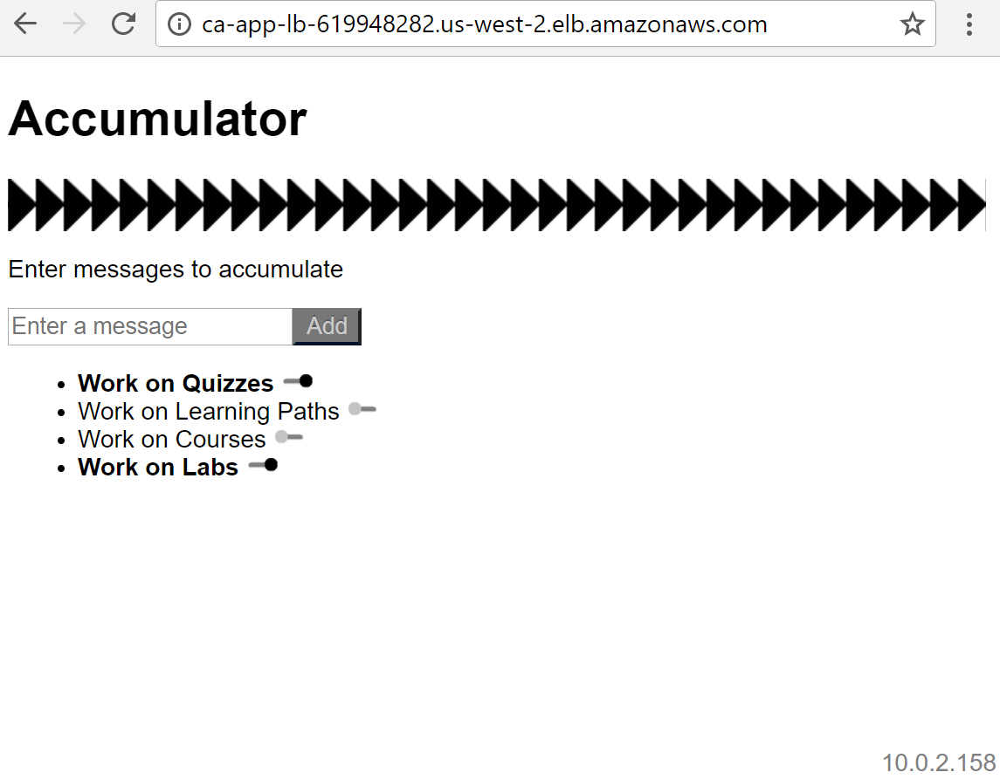 ca-app-lb-619948282.us-west-2.elb.amazonaws.com
Accumulator
Enter messages to accumulate
Enter a message Add
Work on Quizzes
Work on Learning Paths
Work on Courses
Work on Labs
10.0.2.158